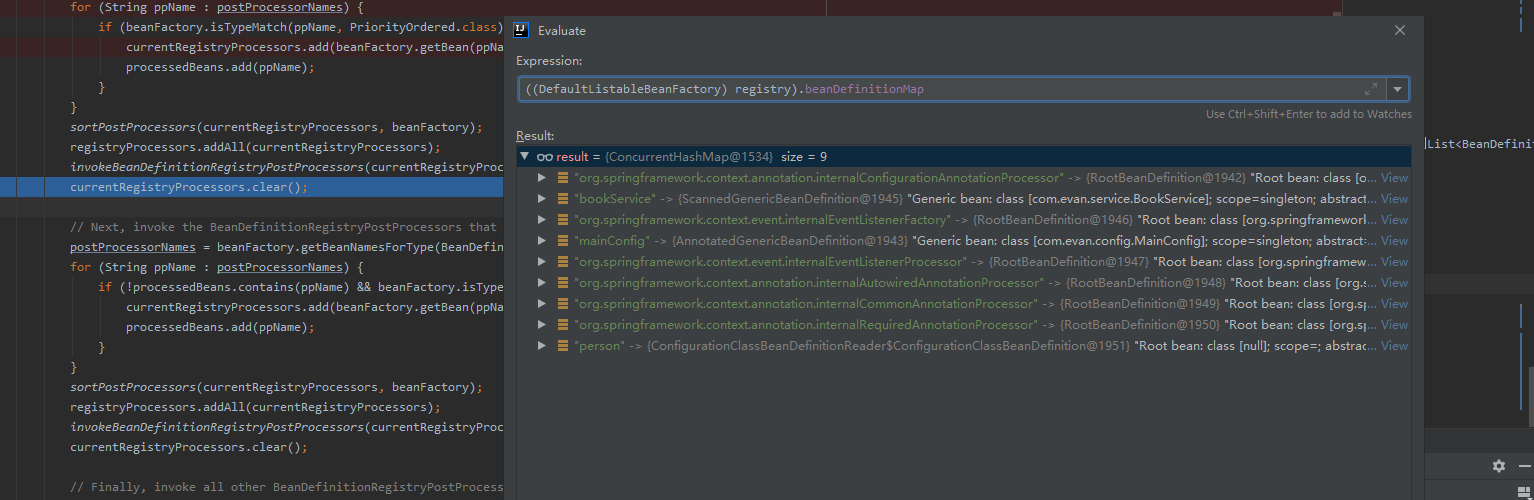 for (String ppName : postProcessorNames) {
if (beanFactory.isTypeMatch(ppName, PriorityOrdered.class)
currentRegistryProcessors.add(beanFactory.getBean(ppNa
processedBeans.add(ppName);
}
}
sortPostProcessors(currentRegistryProcessors, beanFactory);
registryProcessors.addAll(currentRegistryProcessors);
invokeBeanDefinitionRegistryPostProcessors(currentRegistryProc
currentRegistryProcessors.clear();
// Next, invoke the BeanDefinitionRegistryPostProcessors that
postProcessorNames = beanFactory.getBeanNamesForType(BeanDefin
for (String ppName : postProcessorNames) {
if (!processedBeans.contains(ppName) && beanFactory.isType
currentRegistryProcessors.add(beanFactory.getBean(ppNa
processedBeans.add(ppName);
}
}
sortPostProcessors(currentRegistryProcessors, beanFactory);
registryProcessors.addAll(currentRegistryProcessors);
invokeBeanDefinitionRegistryPostProcessors(currentRegistryProc
currentRegistryProcessors.clear();
// Finally, invoke all other BeanDefinitionRegistryPostProcess
Evaluate
Expression:
((DefaultListableBeanFactory) registry).beanDefinitionMap
Use Ctrl+Shift+Enter to add to Watches
Result:
result = {ConcurrentHashMap@1534} size = 9
"org.springframework.context.annotation.internalConfigurationAnnotationProcessor" -> {RootBeanDefinition@1942} "Root bean: class [o... View
"bookService" -> {ScannedGenericBeanDefinition@1945} "Generic bean: class [com.evan.service.BookService]; scope=singleton; abstract... View
"org.springframework.context.event.internalEventListenerFactory" -> {RootBeanDefinition@1946} "Root bean: class [org.springframework... View
"mainConfig" -> {AnnotatedGenericBeanDefinition@1943} "Generic bean: class [com.evan.config.MainConfig]; scope=singleton; abstract=... View
"org.springframework.context.event.internalEventListenerProcessor" -> {RootBeanDefinition@1947} "Root bean: class [org.springframew... View
"org.springframework.context.annotation.internalAutowiredAnnotationProcessor" -> {RootBeanDefinition@1948} "Root bean: class [org.s... View
"org.springframework.context.annotation.internalCommonAnnotationProcessor" -> {RootBeanDefinition@1949} "Root bean: class [org.sp... View
"org.springframework.context.annotation.internalRequiredAnnotationProcessor" -> {RootBeanDefinition@1950} "Root bean: class [org.sp... View
"person" -> {ConfigurationClassBeanDefinitionReader$ConfigurationClassBeanDefinition@1951} "Root bean: class [null]; scope=; abstrac... View
List<BeanDefinit